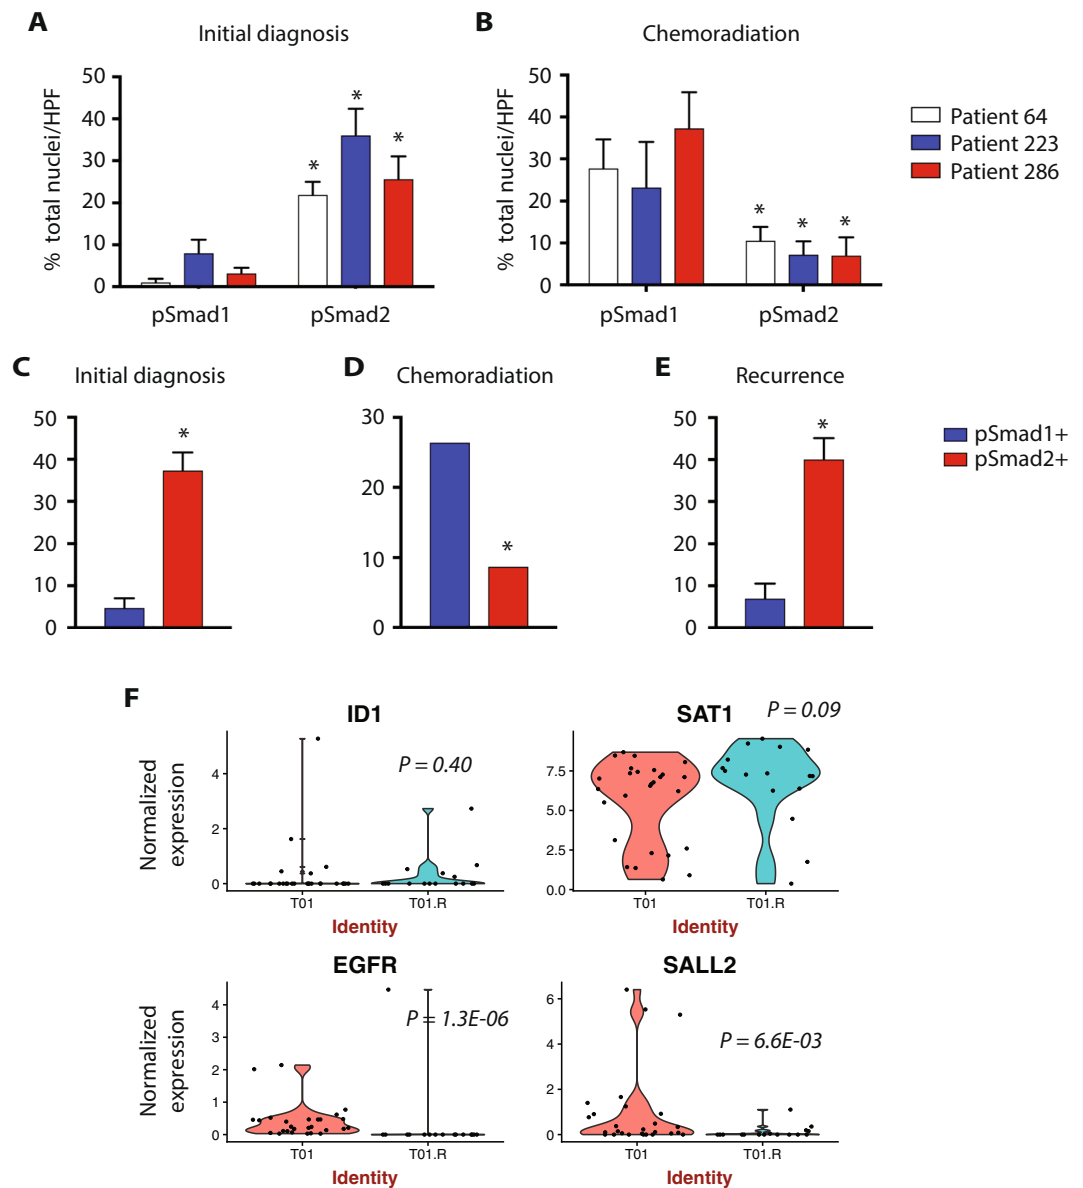 A
Initial diagnosis
% total nuclei/HPF
50
40
30
20
10
0
*
*
*
pSmad1
pSmad2
B
Chemoradiation
% total nuclei/HPF
50
40
30
20
10
0
*
*
*
pSmad1
pSmad2
Patient 64
Patient 223
Patient 286
C
Initial diagnosis
50
40
30
20
10
0
*
D
Chemoradiation
30
20
10
0
*
E
Recurrence
50
40
30
20
10
0
*
pSmad1+
pSmad2+
F
ID1
Normalized
expression
4
2
0
P = 0.40
T01
T01.R
Identity
SAT1
P = 0.09
7.5
5.0
2.5
0.0
T01
T01.R
Identity
EGFR
Normalized
expression
4
3
2
1
0
P = 1.3E-06
T01
T01.R
Identity
SALL2
6
4
2
0
P = 6.6E-03
T01
T01.R
Identity